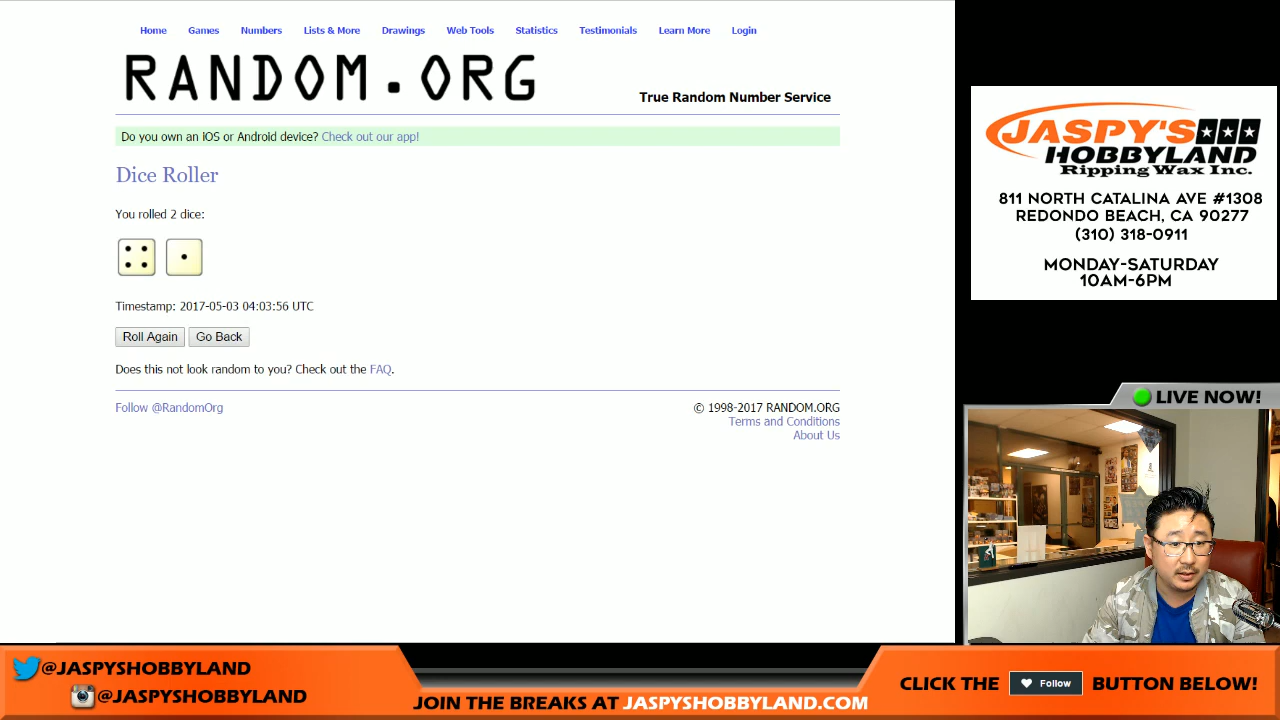 Home Games Numbers Lists & More Drawings Web Tools Statistics Testimonials Learn More Login
RANDOM.ORG
True Random Number Service
Do you own an iOS or Android device? Check out our app!
Dice Roller
You rolled 2 dice:
Timestamp: 2017-05-03 04:03:56 UTC
Roll Again Go Back
Does this not look random to you? Check out the FAQ.
Follow @RandomOrg
© 1998-2017 RANDOM.ORG
Terms and Conditions
About Us
JASPY'S
HOBBYLAND
Ripping Wax Inc.
811 NORTH CATALINA AVE #1308
REDONDO BEACH, CA 90277
(310) 318-0911
MONDAY-SATURDAY
10AM-6PM
LIVE NOW!
@JASPYSHOBBYLAND
@JASPYSHOBBYLAND
JOIN THE BREAKS AT JASPYSHOBBYLAND.COM
CLICK THE Follow BUTTON BELOW!